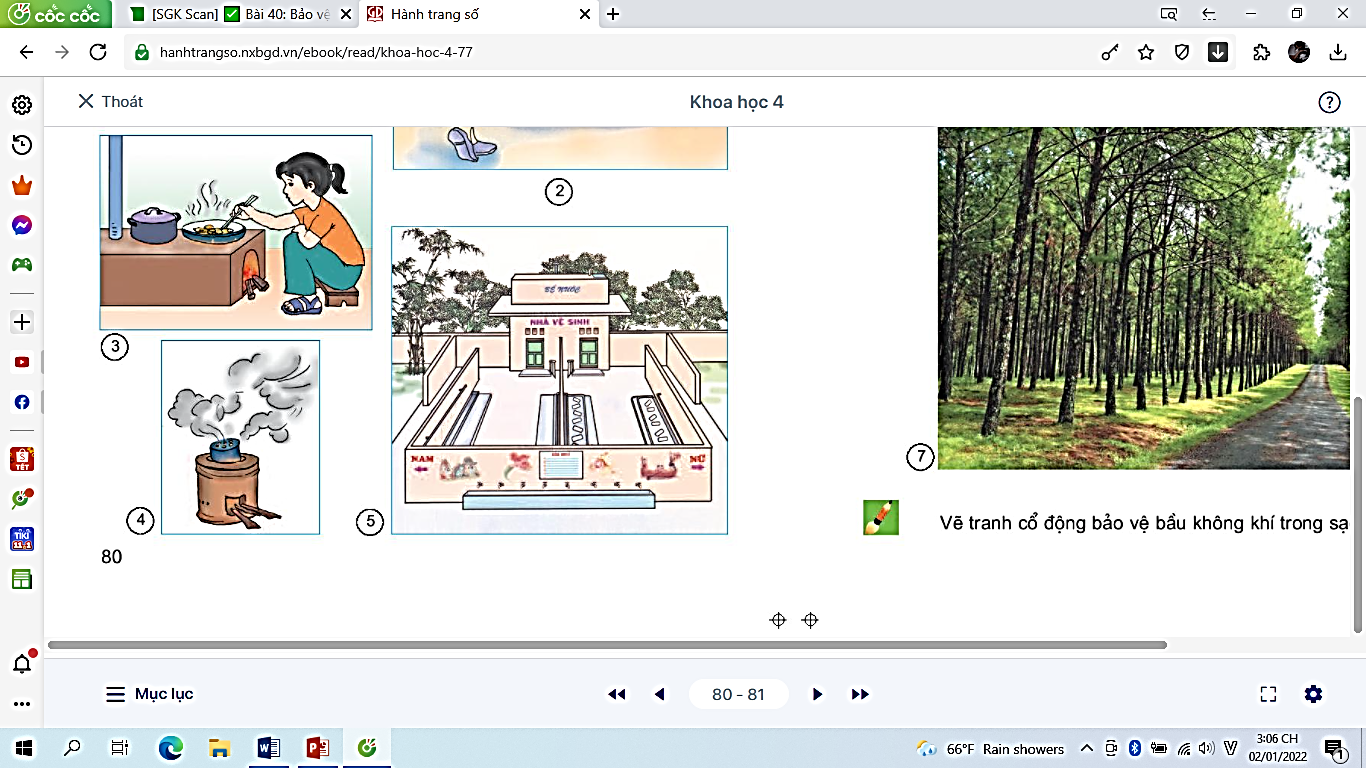 cốc cốc
[SGK Scan] ✅ Bài 40: Bảo vệ
Hành trang số
hanhtrangso.nxbgd.vn/ebook/read/khoa-hoc-4-77
Thoát
Khoa học 4
2
BỂ NƯỚC
NHÀ VỆ SINH
3
NAM
NỮ
7
4
5
Vẽ tranh cổ động bảo vệ bầu không khí trong sạ
80
Mục lục
80 - 81
TẾT
TIKI
66°F Rain showers
3:06 CH
02/01/2022
1